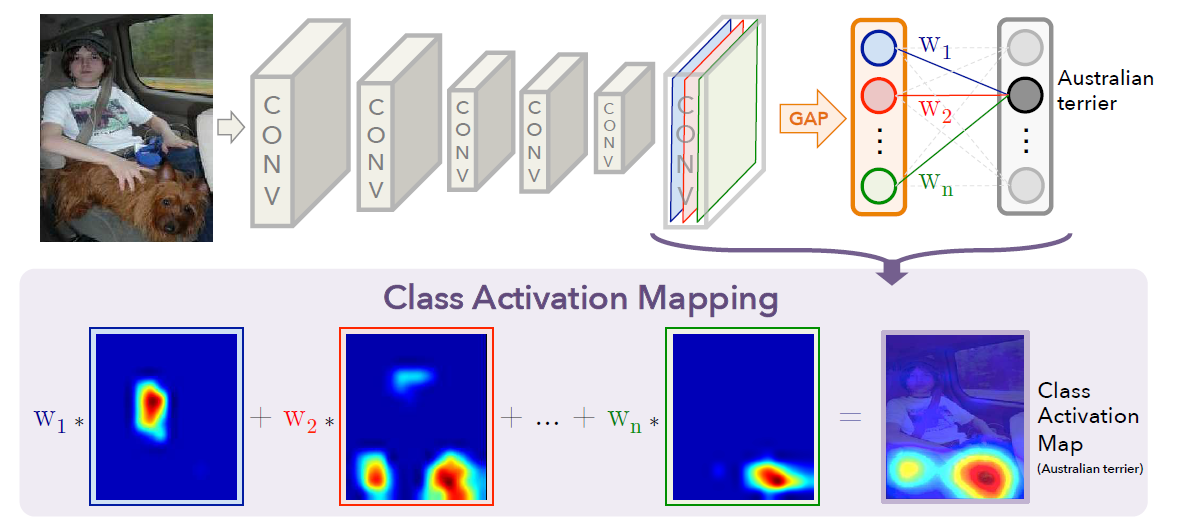 CONV
CONV
CONV
CONV
CONV
CONV
GAP
w1
w2
⋮
wn
⋮
Australian
terrier
Class Activation Mapping
w1 * + w2 * + ... + wn * =
Class
Activation
Map
(Australian terrier)